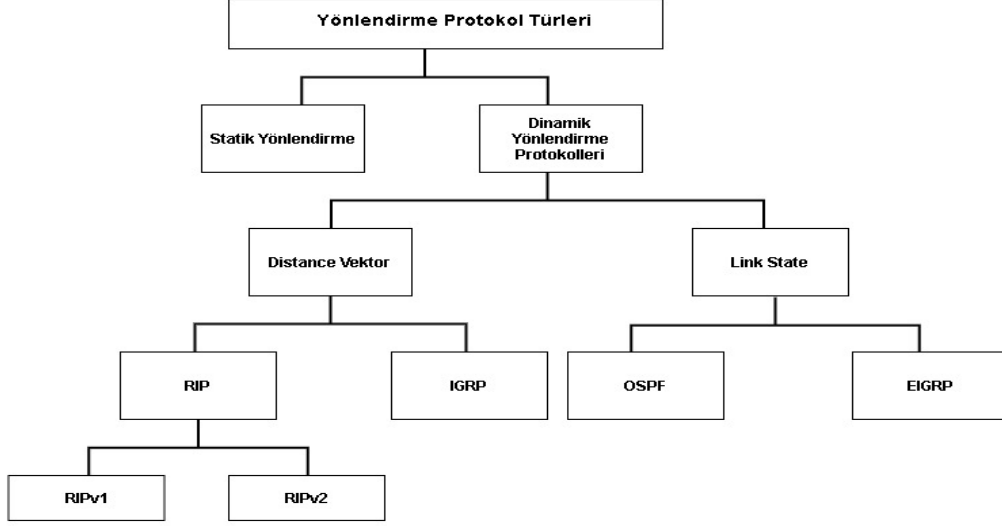 Yönlendirme Protokol Türleri
Statik Yönlendirme
Dinamik
Yönlendirme
Protokolleri
Distance Vektor
Link State
RIP
IGRP
OSPF
EIGRP
RIPv1
RIPv2